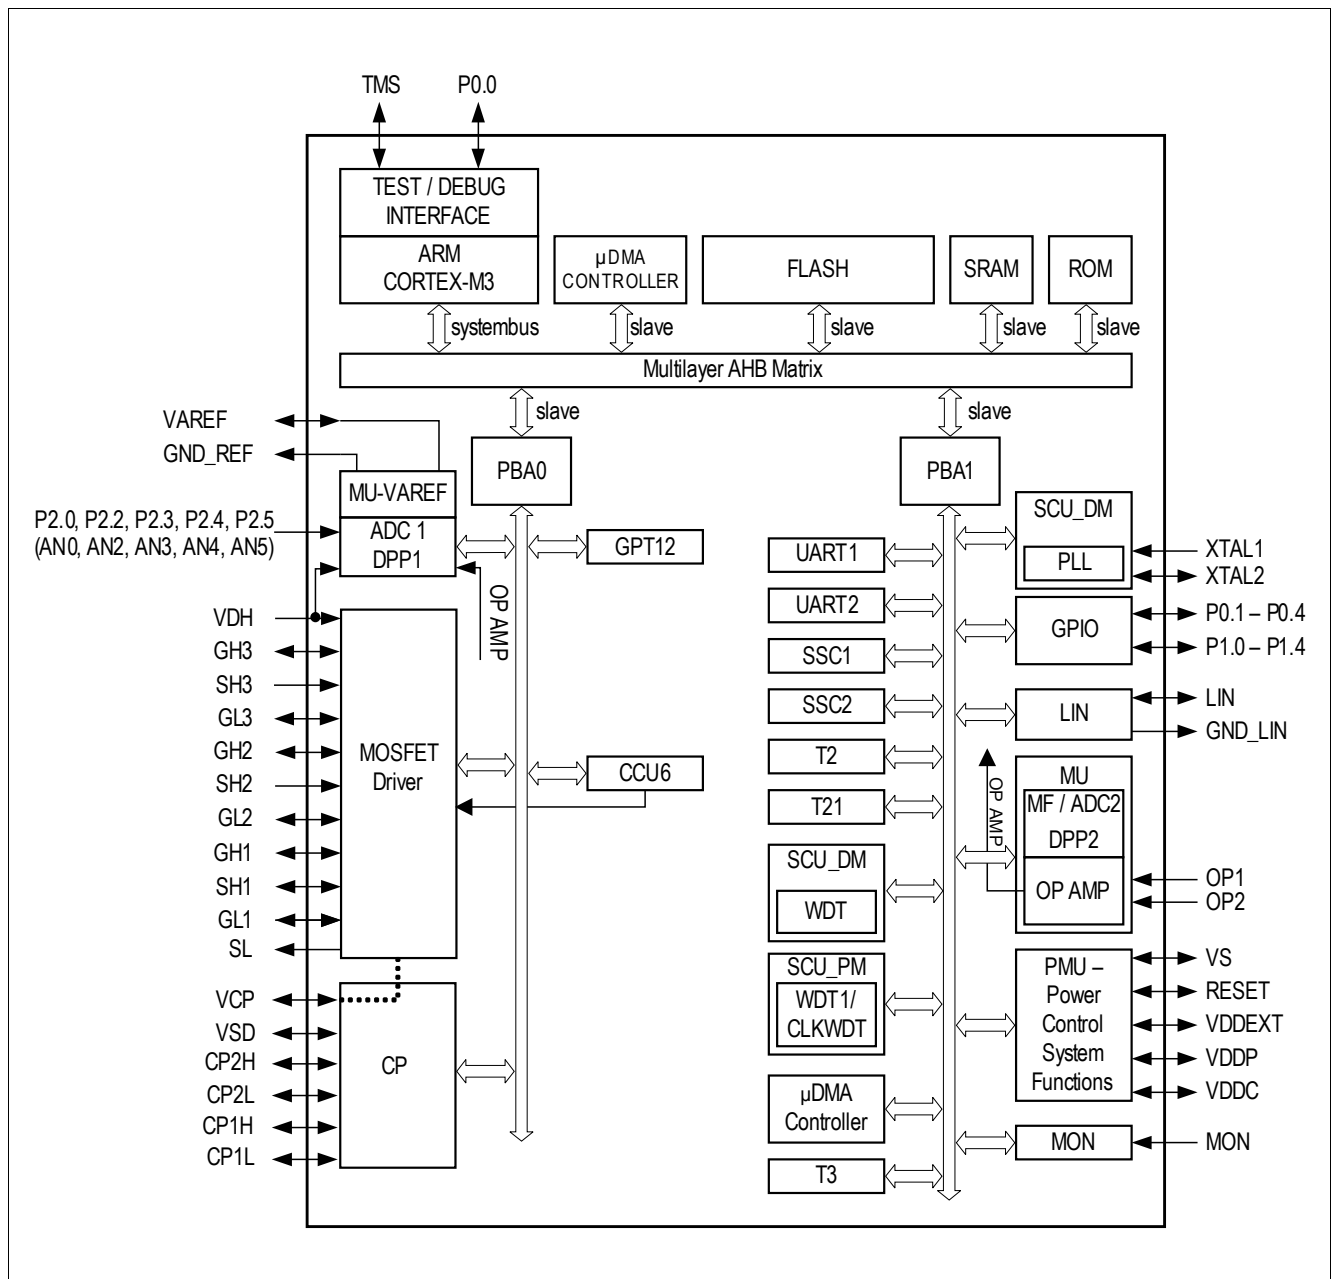 TMS
P0.0
TEST / DEBUG
INTERFACE
ARM
CORTEX-M3
µDMA
CONTROLLER
FLASH
SRAM
ROM
systembus
slave
slave
slave
slave
Multilayer AHB Matrix
slave
slave
VAREF
GND_REF
P2.0, P2.2, P2.3, P2.4, P2.5
(AN0, AN2, AN3, AN4, AN5)
VDH
GH3
SH3
GL3
GH2
SH2
GL2
GH1
SH1
GL1
SL
VCP
VSD
CP2H
CP2L
CP1H
CP1L
MU-VAREF
ADC 1
DPP1
OP AMP
MOSFET
Driver
CP
PBA0
GPT12
CCU6
PBA1
UART1
UART2
SSC1
SSC2
T2
T21
SCU_DM
WDT
SCU_PM
WDT1/
CLKWDT
µDMA
Controller
T3
SCU_DM
PLL
GPIO
LIN
OP AMP
MU
MF / ADC2
DPP2
OP AMP
PMU –
Power
Control
System
Functions
MON
XTAL1
XTAL2
P0.1 – P0.4
P1.0 – P1.4
LIN
GND_LIN
OP1
OP2
VS
RESET
VDDEXT
VDDP
VDDC
MON